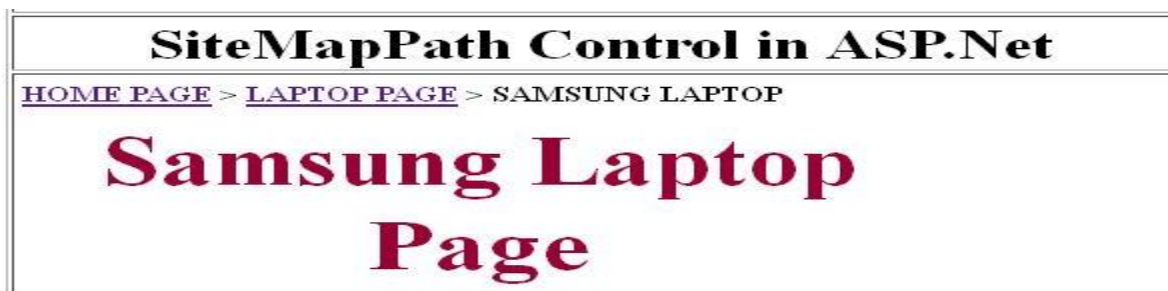 SiteMapPath Control in ASP.Net
HOME PAGE > LAPTOP PAGE > SAMSUNG LAPTOP
Samsung Laptop
Page